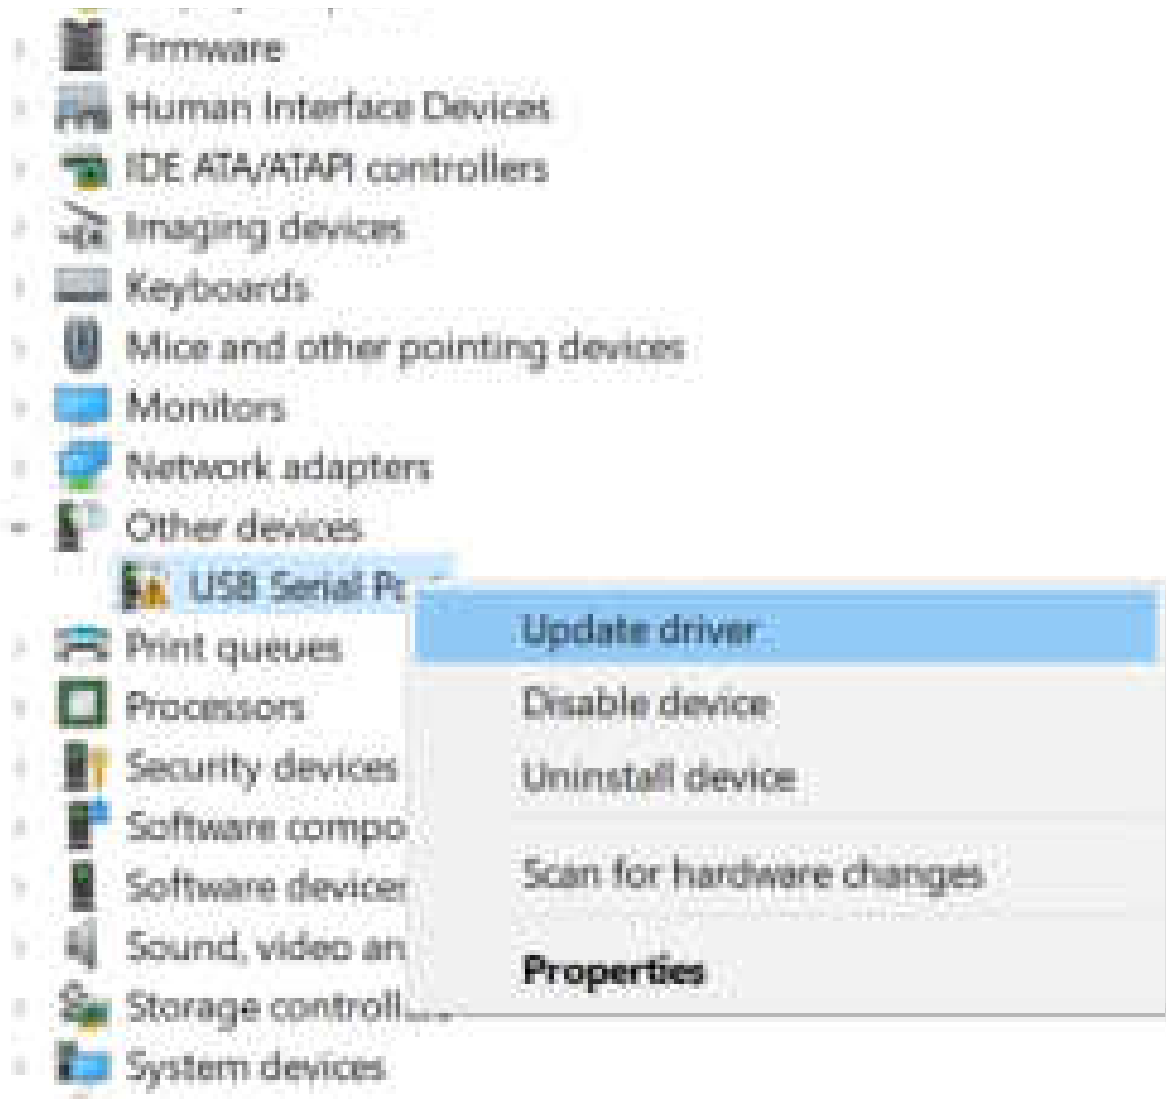 Firmware
Human Interface Devices
IDE ATA/ATAPI controllers
Imaging devices
Keyboards
Mice and other pointing devices
Monitors
Network adapters
Other devices
USB Serial
Print queues
Processors
Security devices
Software compo
Software devices
Sound, video an
Storage controll
System devices
Update driver
Disable device
Uninstall device
Scan for hardware changes
Properties